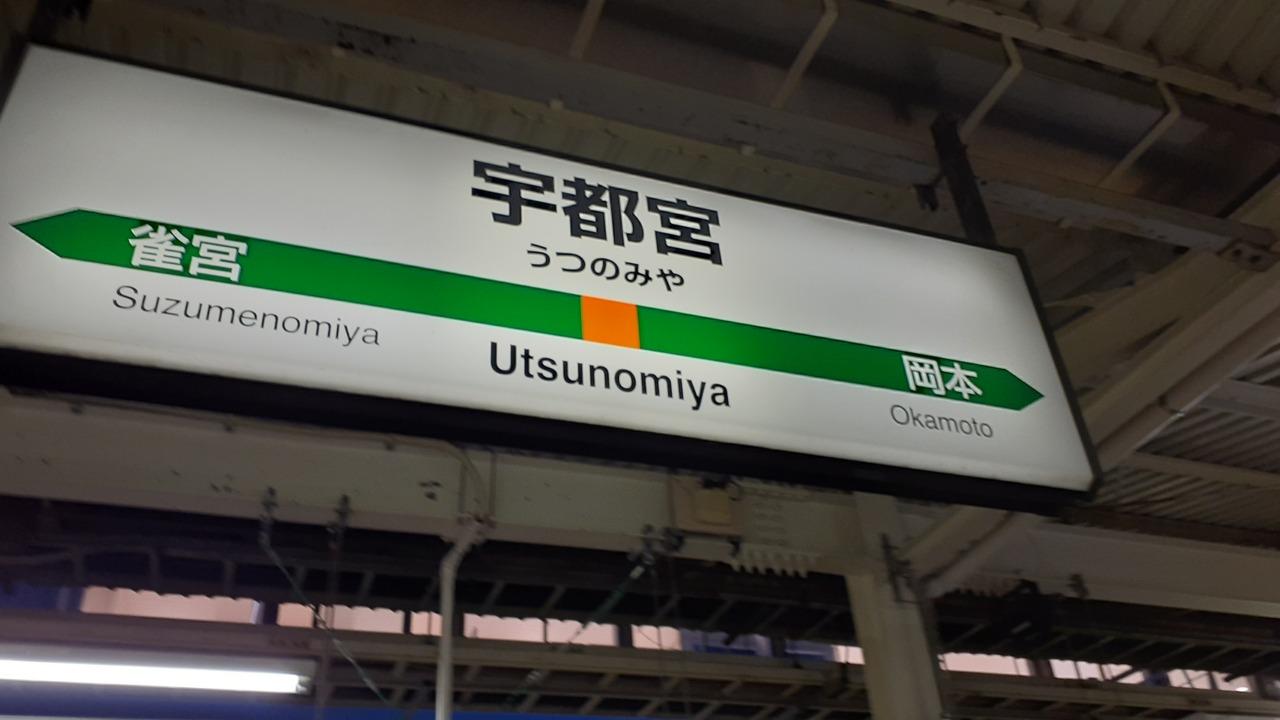 宇都宮
うつのみや
雀宮
岡本
Suzumenomiya
Utsunomiya
Okamoto